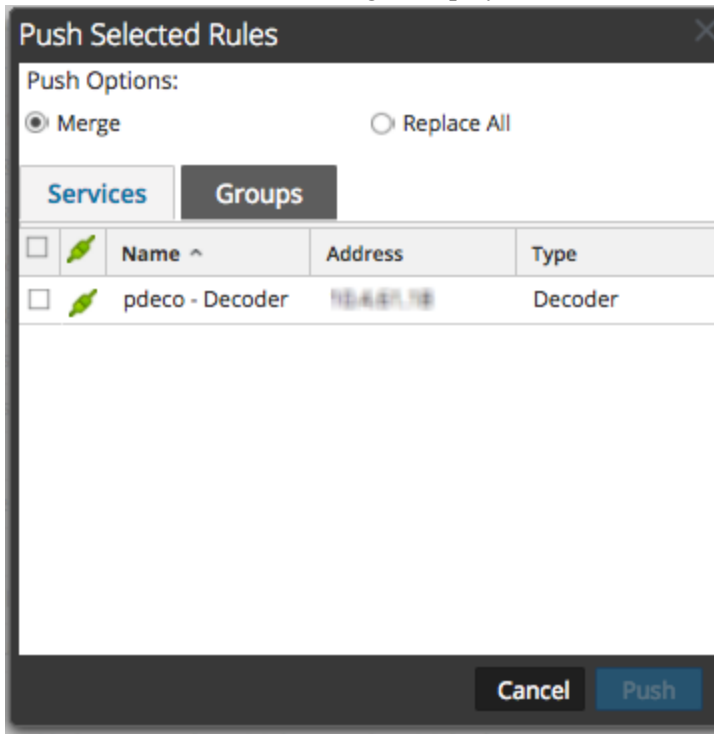 Push Selected Rules
Push Options:
Merge Replace All
Services Groups
Name Address Type
pdeco - Decoder Decoder
Cancel Push